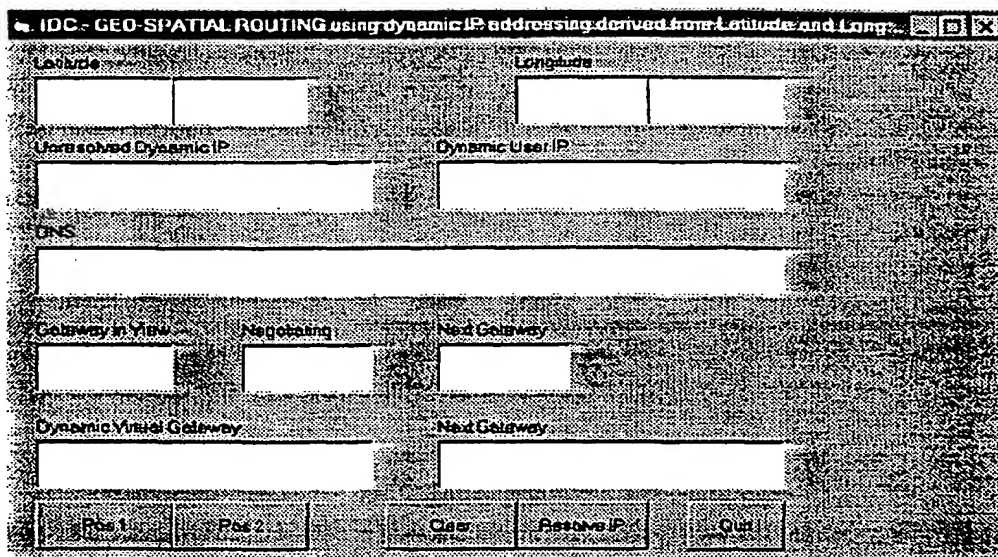 IDC - GEO-SPATIAL ROUTING using dynamic IP addressing derived from Latitude and Long
Latitude Longitude
Unresolved Dynamic IP Dynamic User IP
DNS
Gateway in View Negotiating Next Gateway
Dynamic Virtual Gateway Next Gateway
Pos 1 Pos 2 Clear Resolve IP Quit